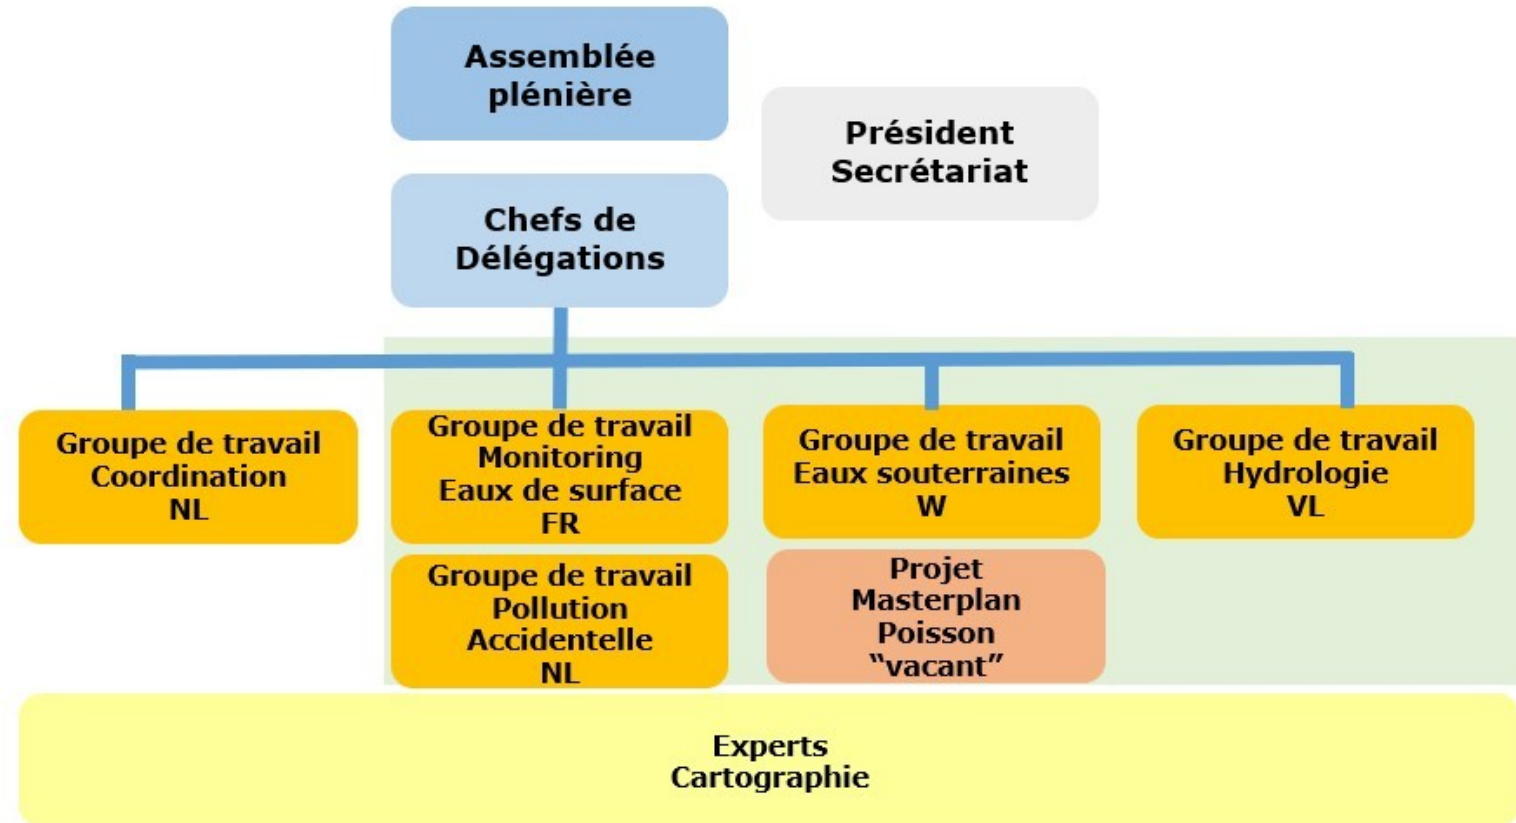 Assemblée
plénière
Président
Secrétariat
Chefs de
Délégations
Groupe de travail
Coordination
NL
Groupe de travail
Monitoring
Eaux de surface
FR
Groupe de travail
Eaux souterraines
W
Groupe de travail
Hydrologie
VL
Groupe de travail
Pollution
Accidentelle
NL
Projet
Masterplan
Poisson
“vacant”
Experts
Cartographie